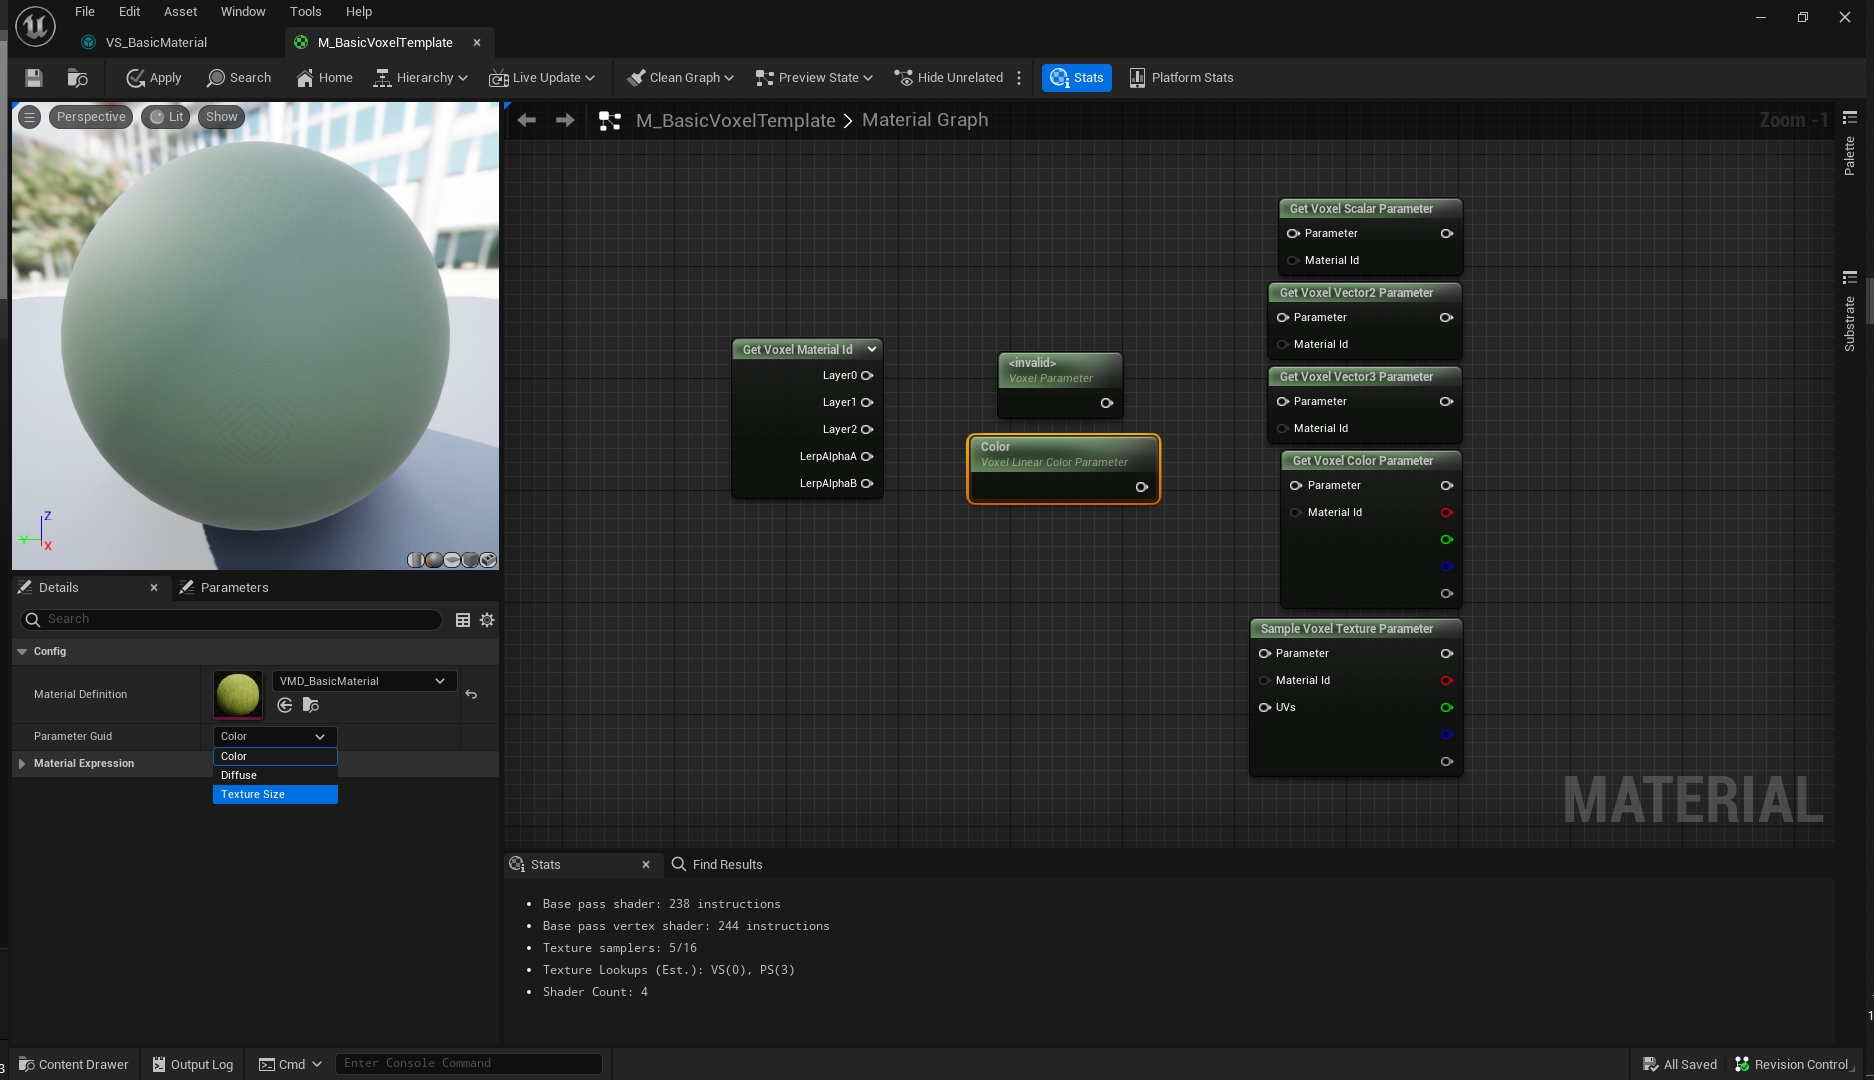 File Edit Asset Window Tools Help
VS_BasicMaterial M_BasicVoxelTemplate
Apply Search Home Hierarchy Live Update Clean Graph Preview State Hide Unrelated Stats Platform Stats
Perspective Lit Show
M_BasicVoxelTemplate > Material Graph
Zoom -1
Palette
Substrate
Get Voxel Scalar Parameter
Parameter
Material Id
Get Voxel Vector2 Parameter
Parameter
Material Id
Get Voxel Vector3 Parameter
Parameter
Material Id
Get Voxel Material Id
Layer0
Layer1
Layer2
LerpAlphaA
LerpAlphaB
<invalid>
Voxel Parameter
Color
Voxel Linear Color Parameter
Get Voxel Color Parameter
Parameter
Material Id
Sample Voxel Texture Parameter
Parameter
Material Id
UVs
MATERIAL
Z
Y
X
Details Parameters
Search
Config
Material Definition VMD_BasicMaterial
Parameter Guid Color
Color
Diffuse
Texture Size
Material Expression
Stats Find Results
Base pass shader: 238 instructions
Base pass vertex shader: 244 instructions
Texture samplers: 5/16
Texture Lookups (Est.): VS(0), PS(3)
Shader Count: 4
Content Drawer Output Log Cmd Enter Console Command All Saved Revision Control